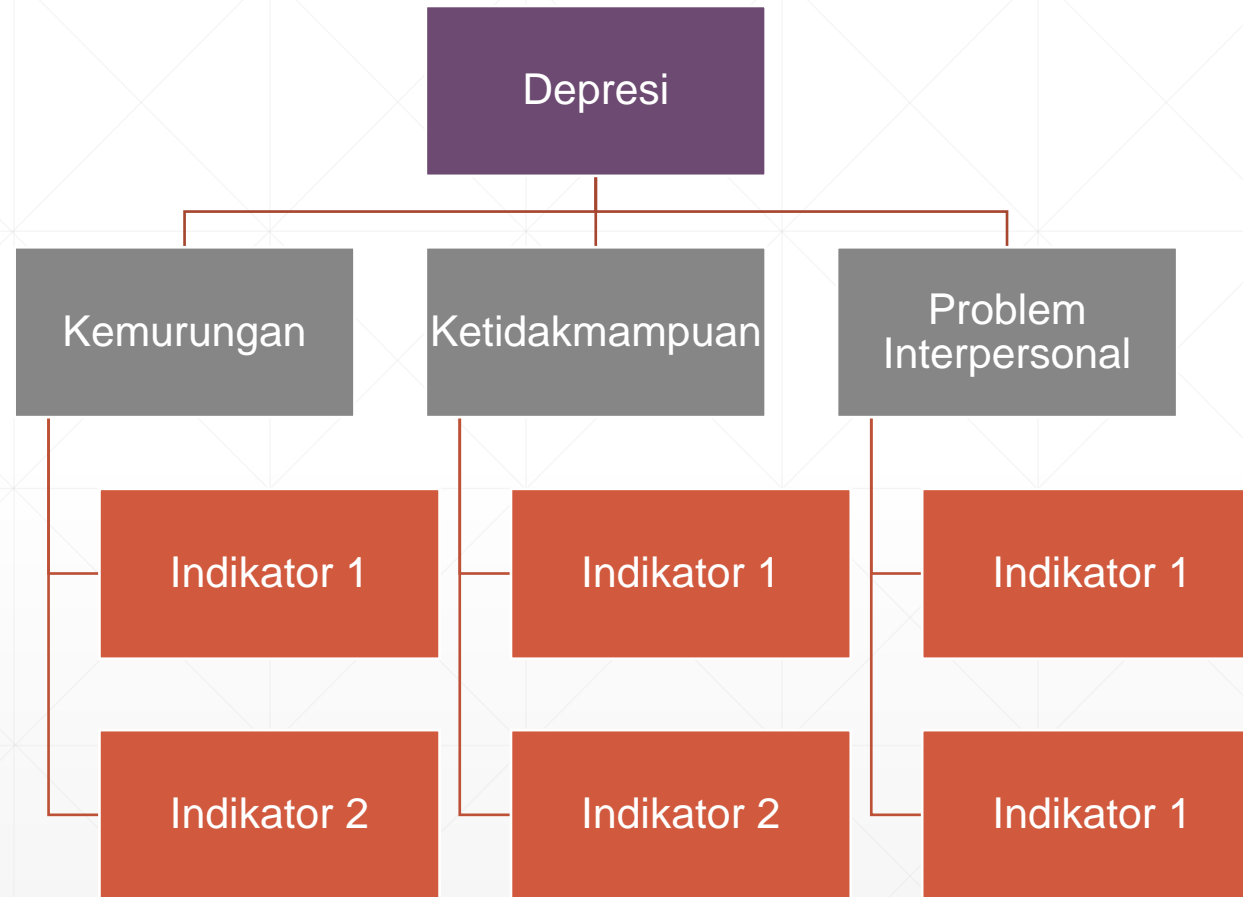 Depresi
Kemurungan
Ketidakmampuan
Problem
Interpersonal
Indikator 1
Indikator 1
Indikator 1
Indikator 2
Indikator 2
Indikator 1